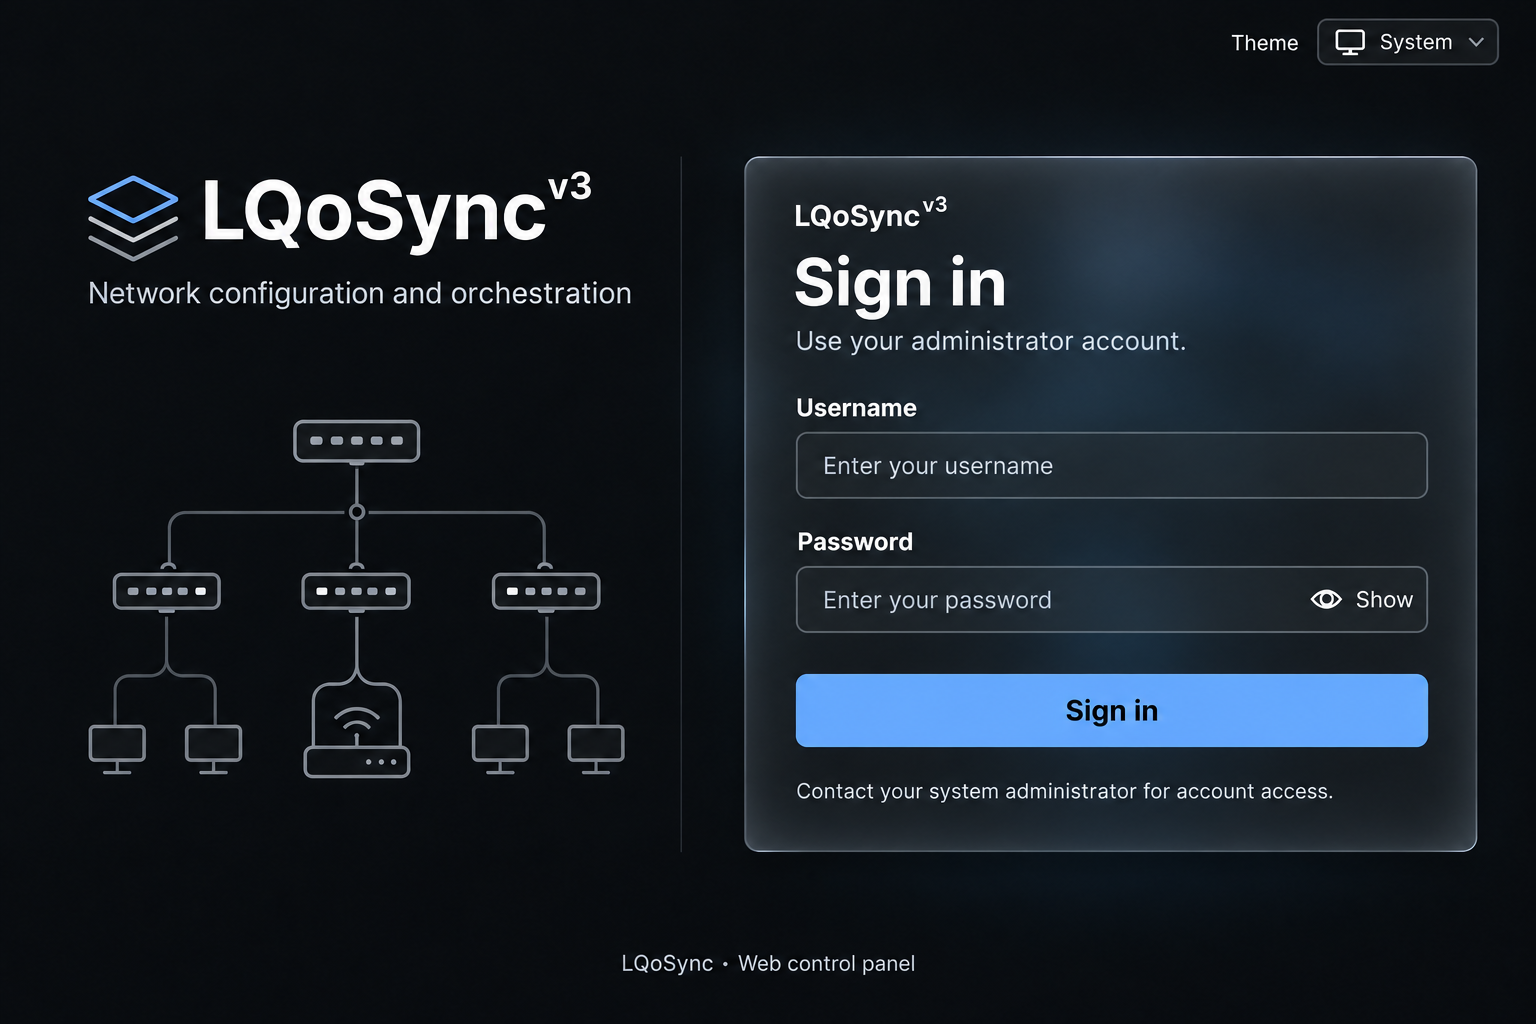 Theme
System
LQoSync v3
Network configuration and orchestration
LQoSync v3
Sign in
Use your administrator account.
Username
Enter your username
Password
Enter your password
Show
Sign in
Contact your system administrator for account access.
LQoSync • Web control panel